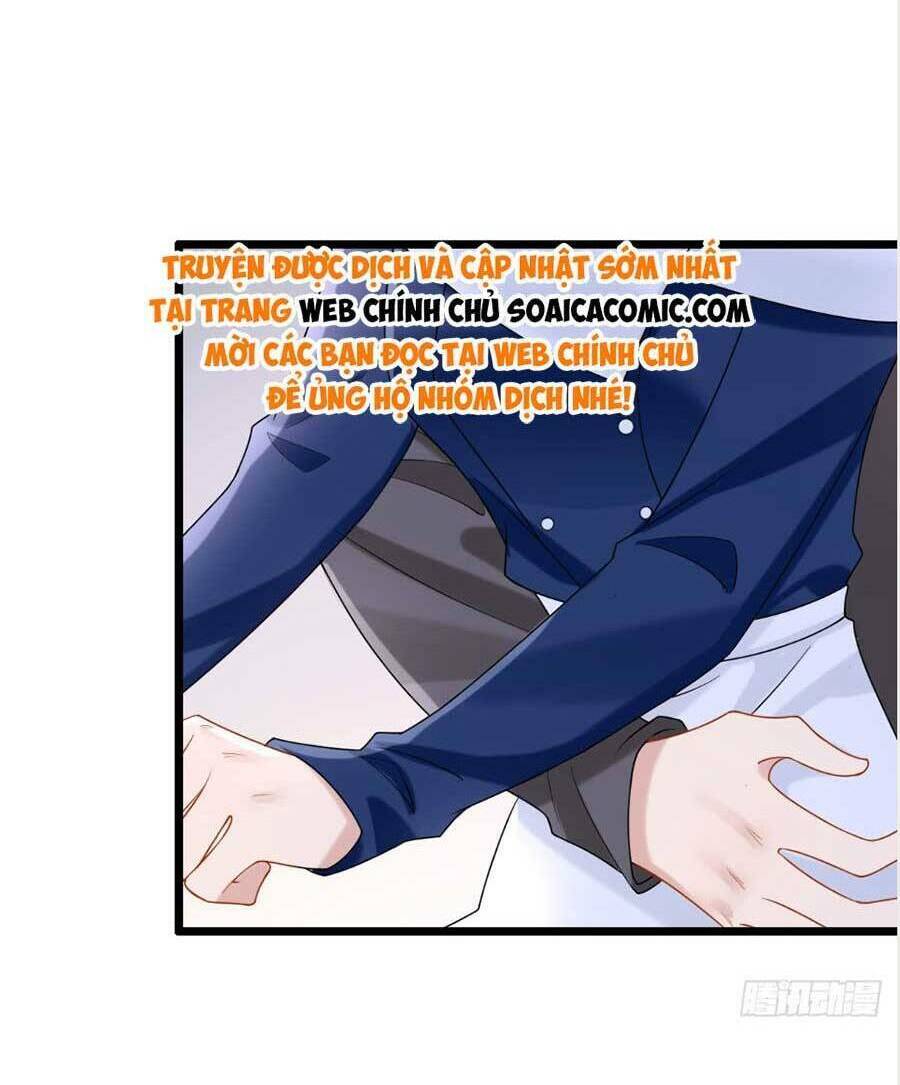 TRUYỆN ĐƯỢC DỊCH VÀ CẬP NHẬT SỚM NHẤT
TẠI TRANG WEB CHÍNH CHỦ SOAICACOMIC.COM
MỜI CÁC BẠN ĐỌC TẠI WEB CHÍNH CHỦ
ĐỂ ỦNG HỘ NHÓM DỊCH NHÉ!
腾讯动漫